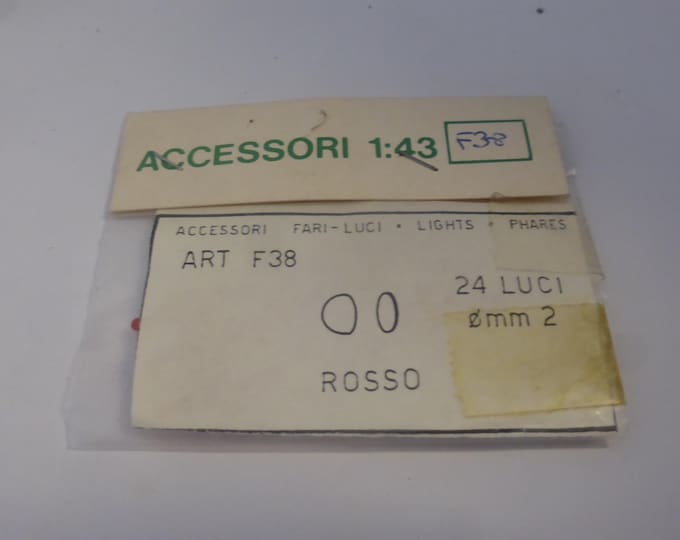 ACCESSORI 1:43 F38
ACCESSORI FARI-LUCI • LIGHTS • PHARES
ART F38
24 LUCI
ømm 2
ROSSO